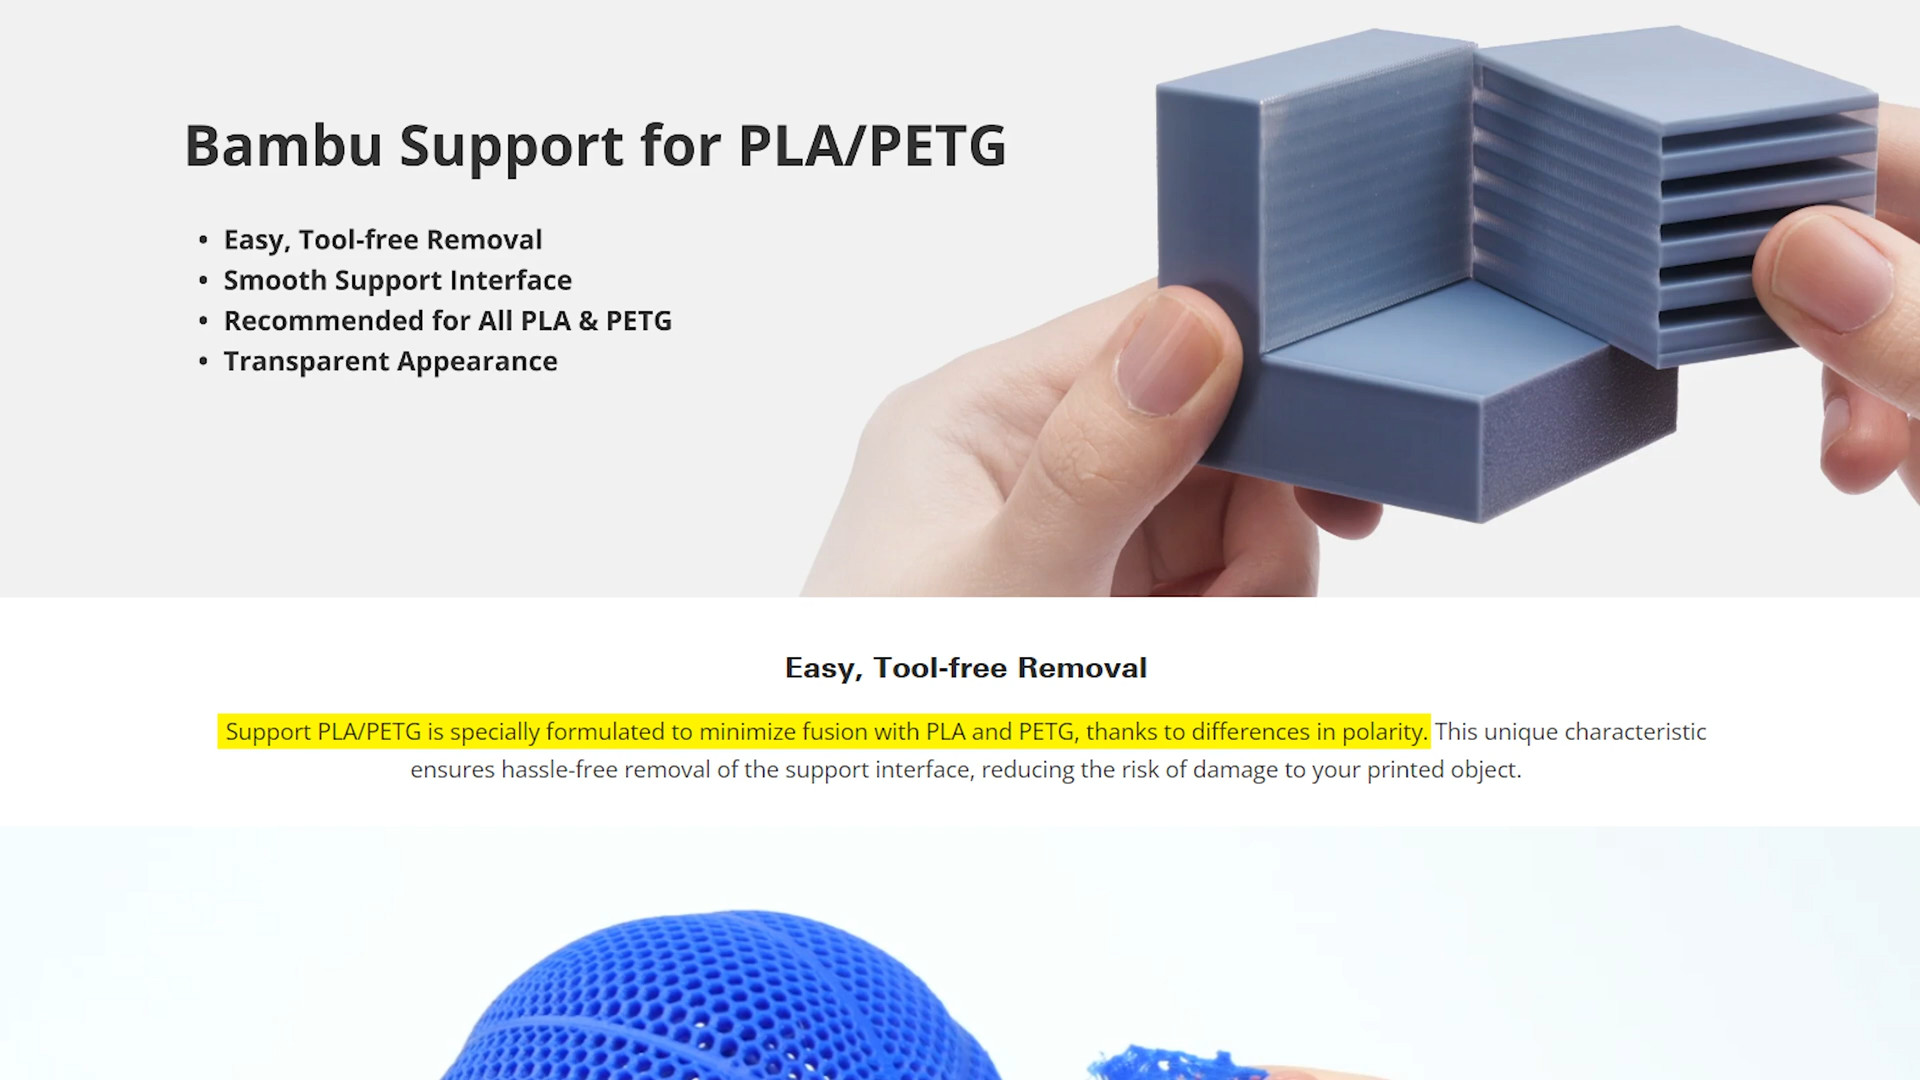 Bambu Support for PLA/PETG
• Easy, Tool-free Removal
• Smooth Support Interface
• Recommended for All PLA & PETG
• Transparent Appearance
Easy, Tool-free Removal
Support PLA/PETG is specially formulated to minimize fusion with PLA and PETG, thanks to differences in polarity. This unique characteristic
ensures hassle-free removal of the support interface, reducing the risk of damage to your printed object.